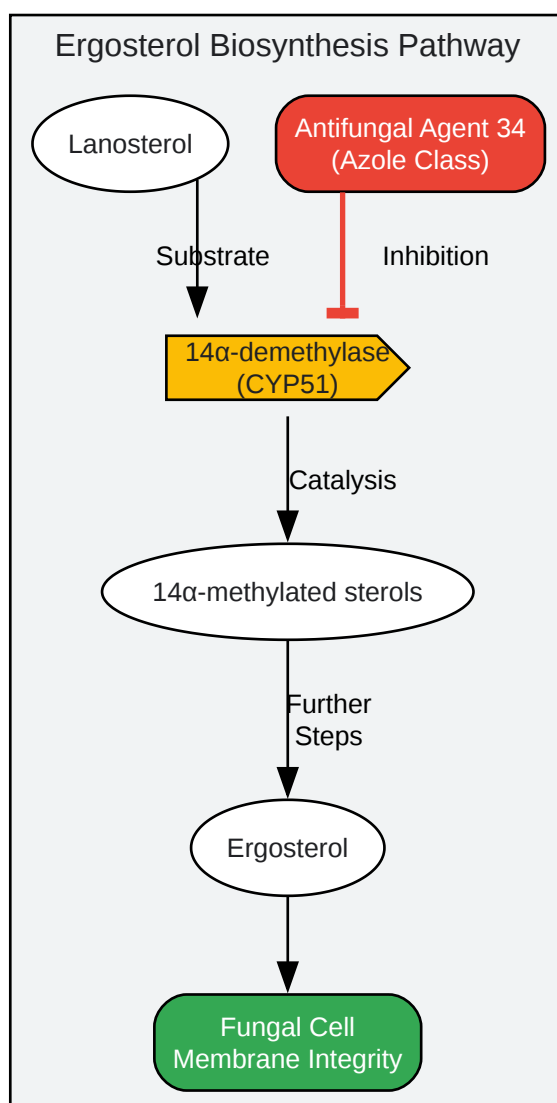 Ergosterol Biosynthesis Pathway
Lanosterol
Antifungal Agent 34
(Azole Class)
Substrate
Inhibition
14α-demethylase
(CYP51)
Catalysis
14α-methylated sterols
Further
Steps
Ergosterol
Fungal Cell
Membrane Integrity